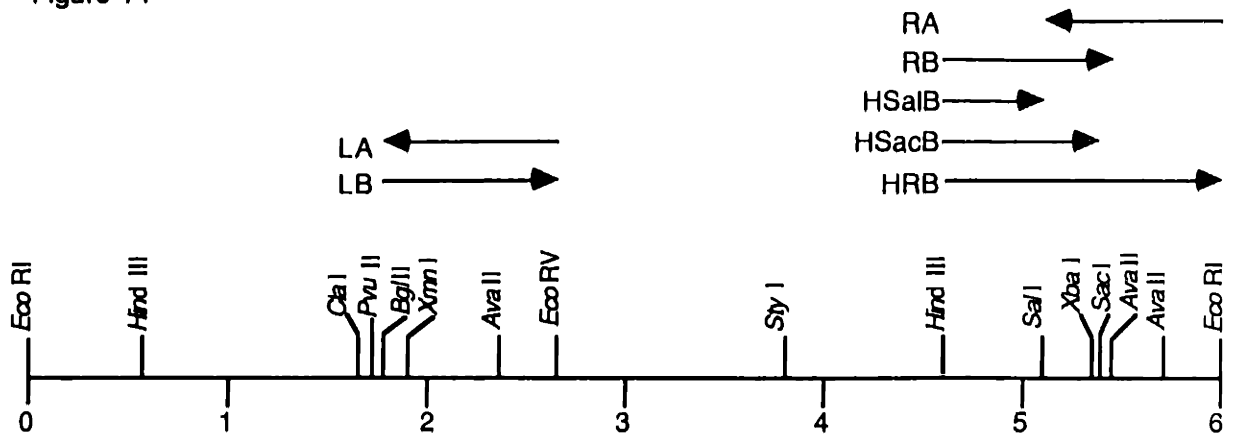 RA
RB
HSalB
LA
HSacB
LB
HRB
Eco RI
Hind III
Cla I
Pvu II
Bgl II
Xmn I
Ava II
Eco RV
Sty I
Hind III
Sal I
Xba I
Sac I
Ava II
Ava II
Eco RI
0 1 2 3 4 5 6